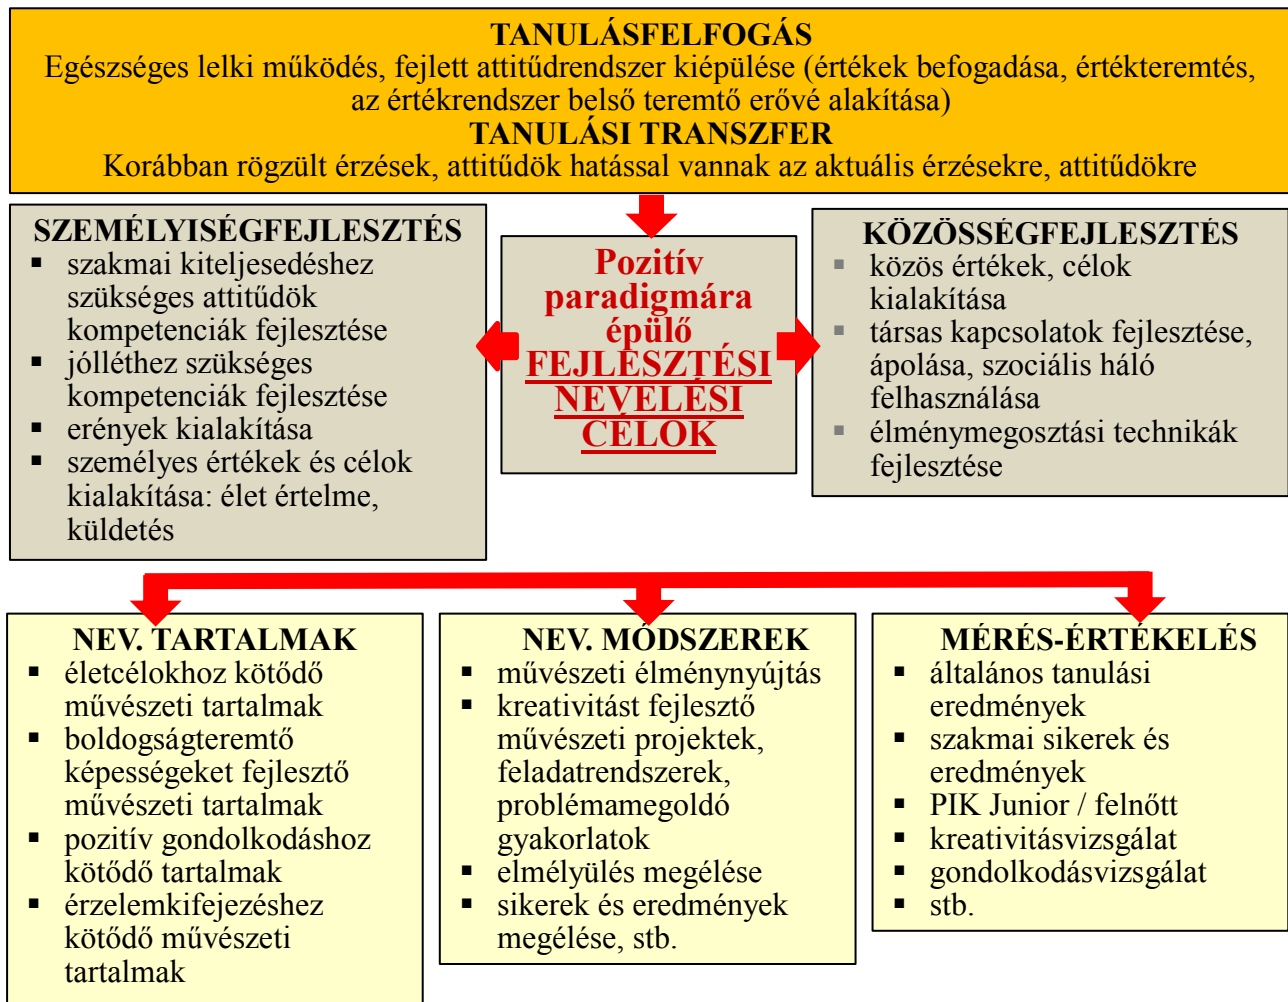 TANULÁSFELFOGÁS
Egészséges lelki működés, fejlett attitűdrendszer kiépülése (értékek befogadása, értékteremtés,
az értékrendszer belső teremtő erővé alakítása)
TANULÁSI TRANSZFER
Korábban rögzült érzések, attitűdök hatással vannak az aktuális érzésekre, attitűdökre
SZEMÉLYISÉGFEJLESZTÉS
▪ szakmai kiteljesedéshez
szükséges attitűdök
kompetenciák fejlesztése
▪ jólléthez szükséges
kompetenciák fejlesztése
▪ erények kialakítása
▪ személyes értékek és célok
kialakítása: élet értelme,
küldetés
Pozitív
paradigmára
épülő
FEJLESZTÉSI
NEVELÉSI
CÉLOK
KÖZÖSSÉGFEJLESZTÉS
▪ közös értékek, célok
kialakítása
▪ társas kapcsolatok fejlesztése,
ápolása, szociális háló
felhasználása
▪ élménymegosztási technikák
fejlesztése
NEV. TARTALMAK
▪ életcélokhoz kötődő
művészeti tartalmak
▪ boldogságteremtő
képességeket fejlesztő
művészeti tartalmak
▪ pozitív gondolkodáshoz
kötődő tartalmak
▪ érzelemkifejezéshez
kötődő művészeti
tartalmak
NEV. MÓDSZEREK
▪ művészeti élménynyújtás
▪ kreativitást fejlesztő
művészeti projektek,
feladatrendszerek,
problémamegoldó
gyakorlatok
▪ elmélyülés megélése
▪ sikerek és eredmények
megélése, stb.
MÉRÉS-ÉRTÉKELÉS
▪ általános tanulási
eredmények
▪ szakmai sikerek és
eredmények
▪ PIK Junior / felnőtt
▪ kreativitásvizsgálat
▪ gondolkodásvizsgálat
▪ stb.